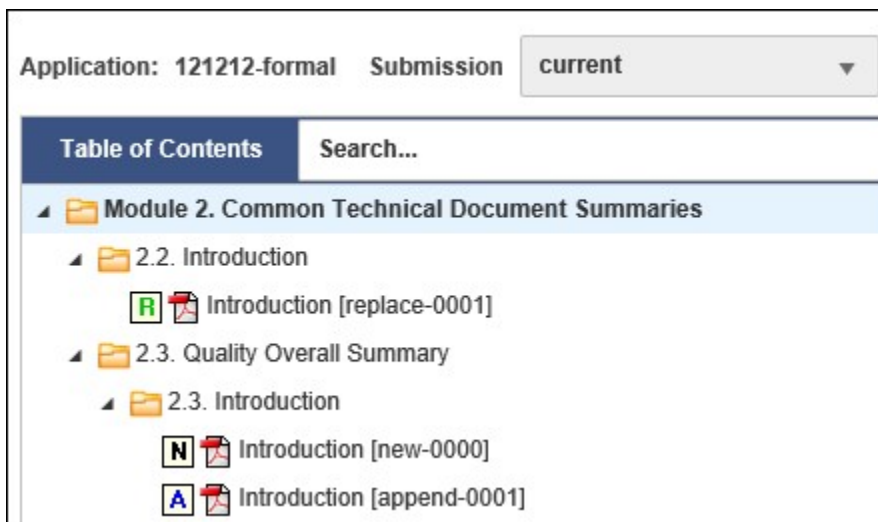 Application: 121212-formal Submission current
Table of Contents Search...
Module 2. Common Technical Document Summaries
2.2. Introduction
R Introduction [replace-0001]
2.3. Quality Overall Summary
2.3. Introduction
N Introduction [new-0000]
A Introduction [append-0001]